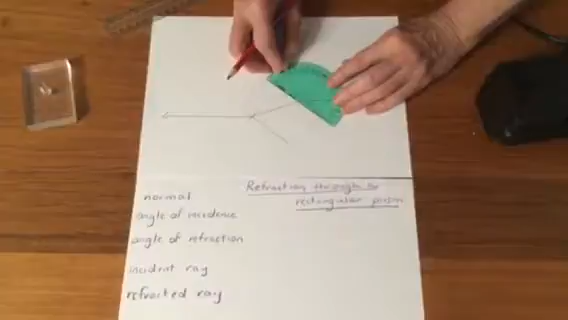 Refraction through a
rectangular prism
normal
angle of incidence
angle of refraction
incident ray
refracted ray